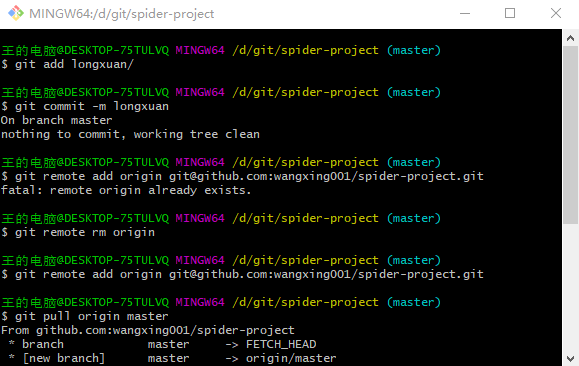 MINGW64:/d/git/spider-project
王的电脑@DESKTOP-75TULVQ MINGW64 /d/git/spider-project (master)
$ git add longxuan/
王的电脑@DESKTOP-75TULVQ MINGW64 /d/git/spider-project (master)
$ git commit -m longxuan
On branch master
nothing to commit, working tree clean
王的电脑@DESKTOP-75TULVQ MINGW64 /d/git/spider-project (master)
$ git remote add origin git@github.com:wangxing001/spider-project.git
fatal: remote origin already exists.
王的电脑@DESKTOP-75TULVQ MINGW64 /d/git/spider-project (master)
$ git remote rm origin
王的电脑@DESKTOP-75TULVQ MINGW64 /d/git/spider-project (master)
$ git remote add origin git@github.com:wangxing001/spider-project.git
王的电脑@DESKTOP-75TULVQ MINGW64 /d/git/spider-project (master)
$ git pull origin master
From github.com:wangxing001/spider-project
 * branch            master     -> FETCH_HEAD
 * [new branch]      master     -> origin/master